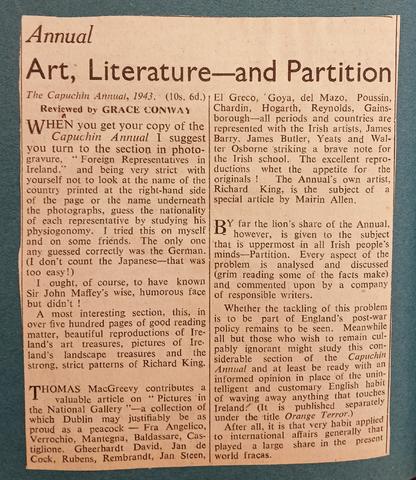 Annual
Art, Literature—and Partition
The Capuchin Annual, 1943. (10s. 6d.)
Reviewed by GRACE CONWAY
WHEN you get your copy of the
Capuchin Annual I suggest
you turn to the section in photo-
gravure, "Foreign Representatives in
Ireland," and being very strict with
yourself not to look at the name of the
country printed at the right-hand side
of the page or the name underneath
the photographs, guess the nationality
of each representative by studying his
physiogonomy. I tried this on myself
and on some friends. The only one
any guessed correctly was the German.
(I don't count the Japanese—that was
too easy!)
I ought, of course, to have known
Sir John Maffey's wise, humorous face
but didn't!
A most interesting section, this, in
over five hundred pages of good reading
matter, beautiful reproductions of Ire-
land's art treasures, pictures of Ire-
land's landscape treasures and the
strong, strict patterns of Richard King.
THOMAS MacGreevy contributes a
valuable article on "Pictures in
the National Gallery"—a collection of
which Dublin may justifiably be as
proud as a peacock — Fra Angelico,
Verrochio, Mantegna, Baldassare, Cas-
tiglione. Gheerhardt David, Jan de
Cock, Rubens, Rembrandt, Jan Steen,
El Greco, Goya, del Mazo, Poussin,
Chardin, Hogarth, Reynolds, Gains-
borough—all periods and countries are
represented with the Irish artists, James
Barry, James Butler, Yeats and Wal-
ter Osborne striking a brave note for
the Irish school. The excellent repro-
ductions whet the appetite for the
originals! The Annual's own artist,
Richard King, is the subject of a
special article by Mairin Allen.
BY far the lion's share of the Annual,
however, is given to the subject
that is uppermost in all Irish people's
minds—Partition. Every aspect of the
problem is analysed and discussed
(grim reading some of the facts make)
and commented upon by a company
of responsible writers.
Whether the tackling of this problem
is to be part of England's post-war
policy remains to be seen. Meanwhile
all but those who wish to remain cul-
pably ignorant might study this con-
siderable section of the Capuchin
Annual and at least be ready with an
informed opinion in place of the unin-
telligent and customary English habit
of waving away anything that touches
Ireland. (It is published separately
under the title Orange Terror.)
After all, it is that very habit applied
to international affairs generally that
played a large share in the present
world fracas.